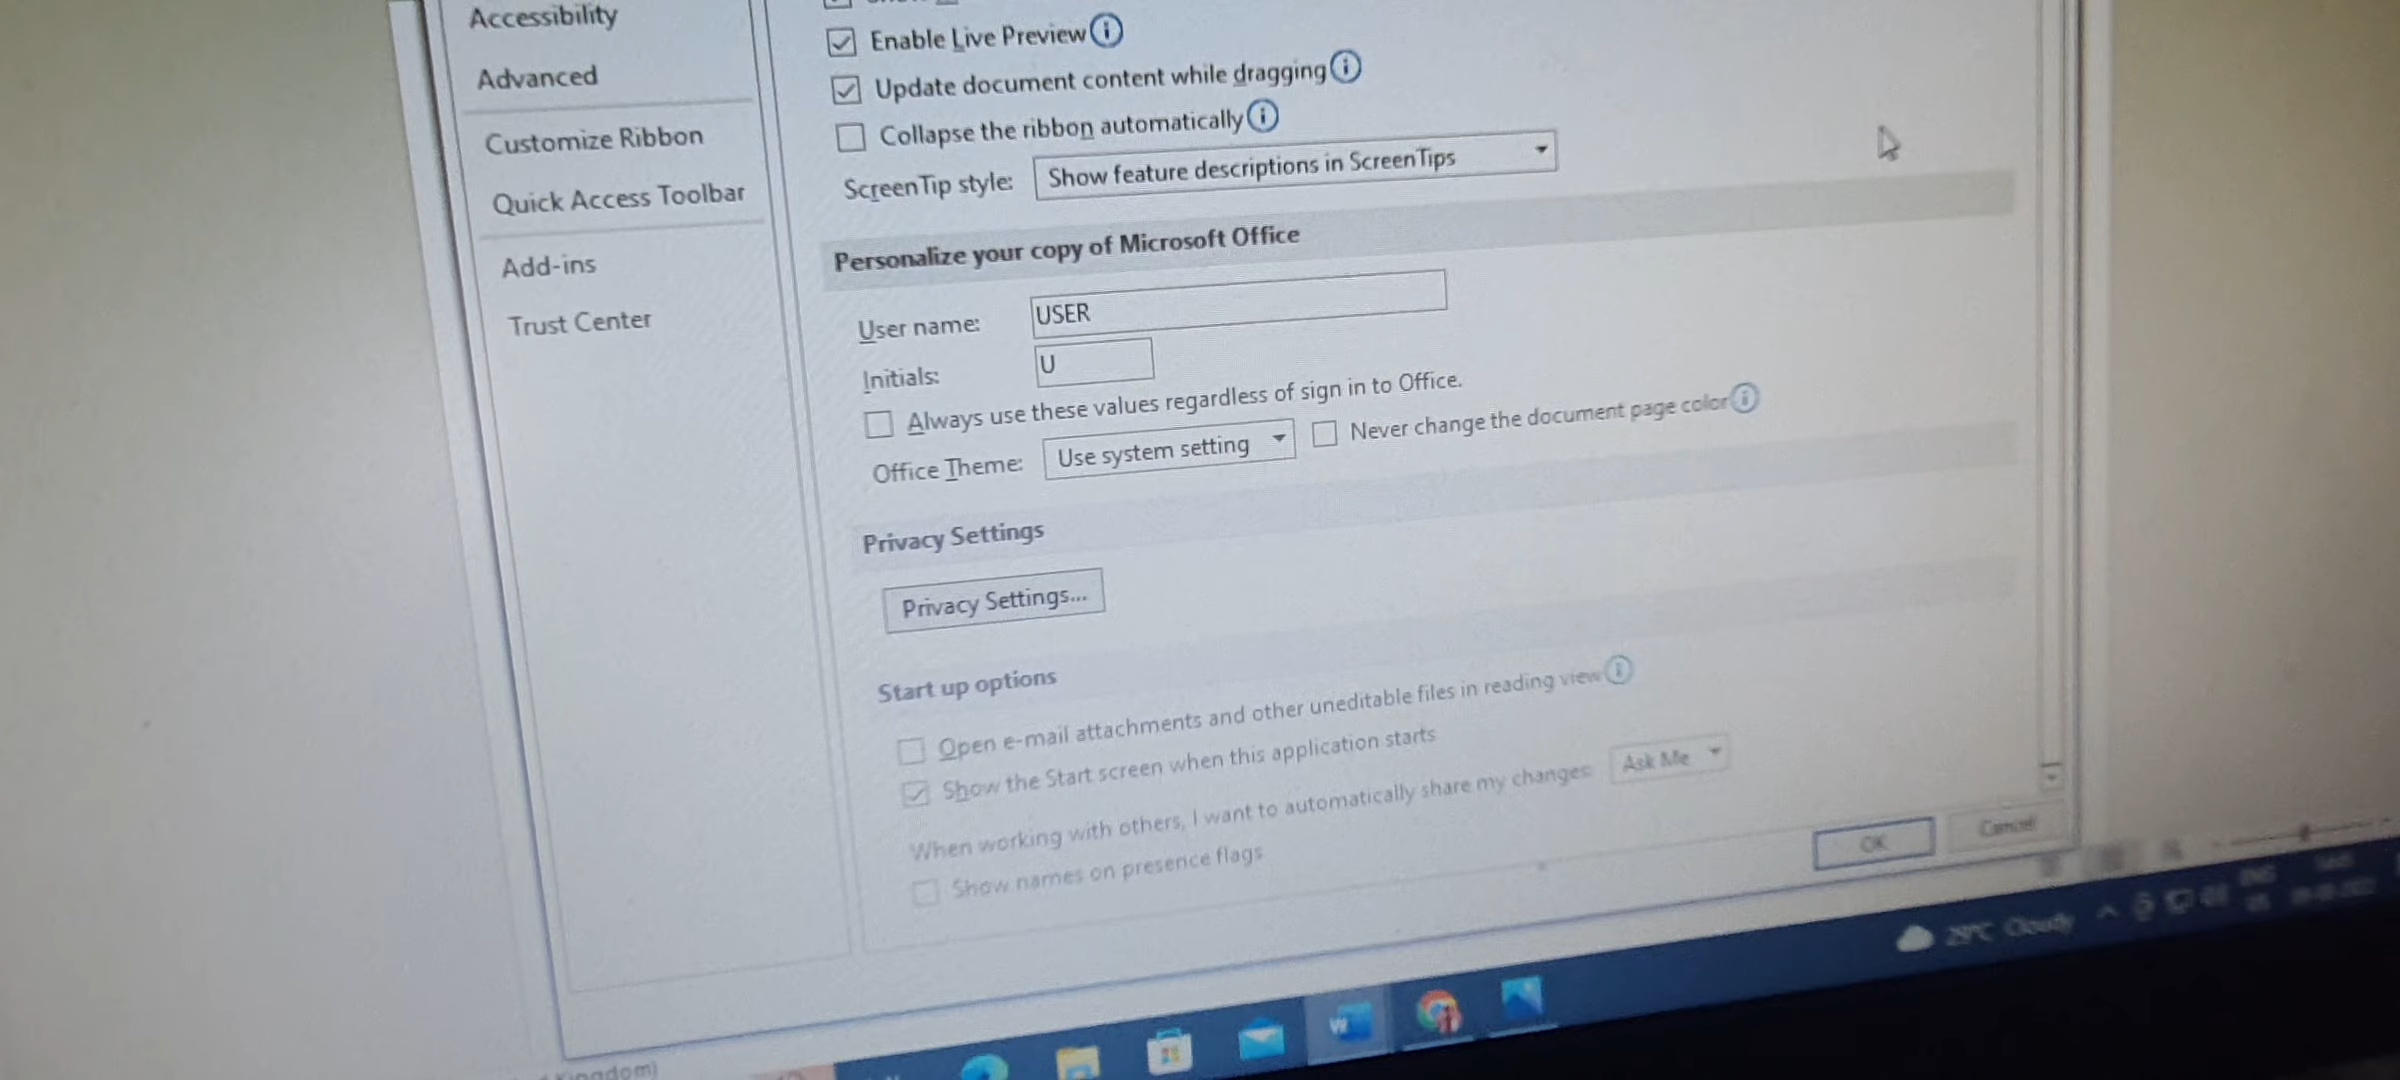 Accessibility
Advanced
Customize Ribbon
Quick Access Toolbar
Add-ins
Trust Center
Enable Live Preview
Update document content while dragging
Collapse the ribbon automatically
ScreenTip style: Show feature descriptions in ScreenTips
Personalize your copy of Microsoft Office
User name: USER
Initials: U
Always use these values regardless of sign in to Office.
Office Theme: Use system setting Never change the document page color
Privacy Settings
Privacy Settings...
Start up options
Open e-mail attachments and other uneditable files in reading view
Show the Start screen when this application starts
When working with others, I want to automatically share my changes: Ask Me
Show names on presence flags
OK Cancel
29°C Cloudy
Kingdom)